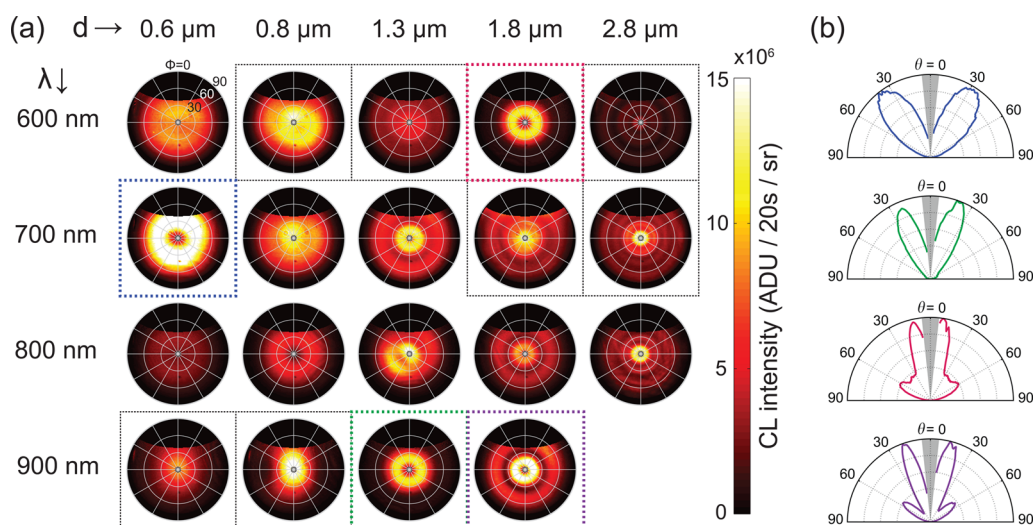 (a) d → 0.6 µm 0.8 µm 1.3 µm 1.8 µm 2.8 µm
λ↓
Φ=0
90
60
30
600 nm
700 nm
800 nm
900 nm
x10⁶
15
10
5
0
CL intensity (ADU / 20s / sr)
(b)
θ = 0
30 30
60 60
90 90
θ = 0
30 30
60 60
90 90
θ = 0
30 30
60 60
90 90
θ = 0
30 30
60 60
90 90